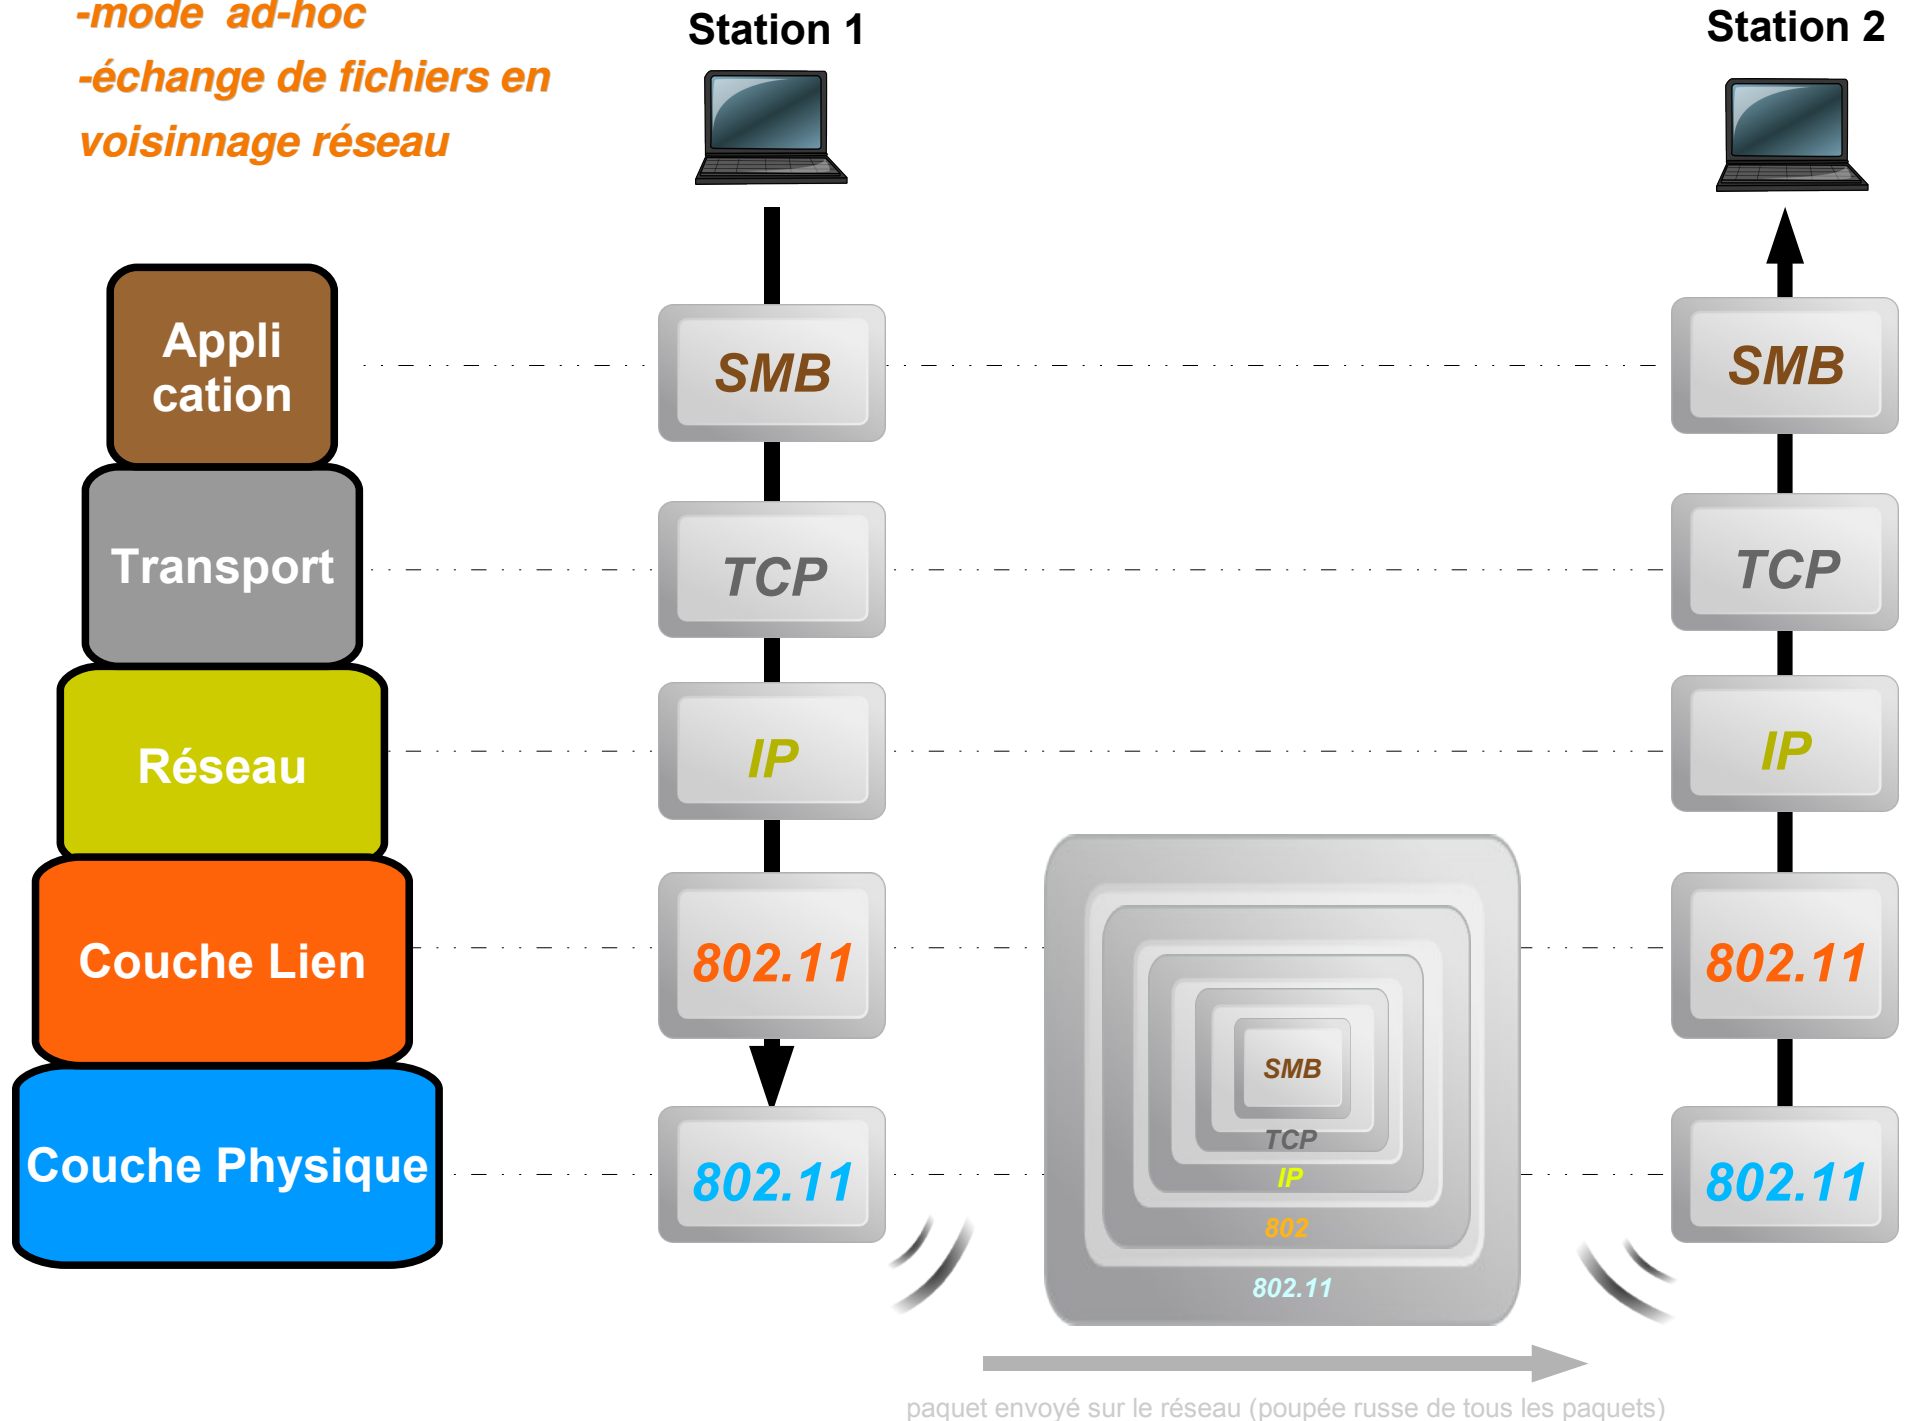 -mode ad-hoc
-échange de fichiers en
voisinnage réseau
Station 1
Station 2
Appli
cation
SMB
SMB
Transport
TCP
TCP
Réseau
IP
IP
Couche Lien
802.11
802.11
Couche Physique
802.11
802.11
SMB
TCP
IP
802
802.11
paquet envoyé sur le réseau (poupée russe de tous les paquets)